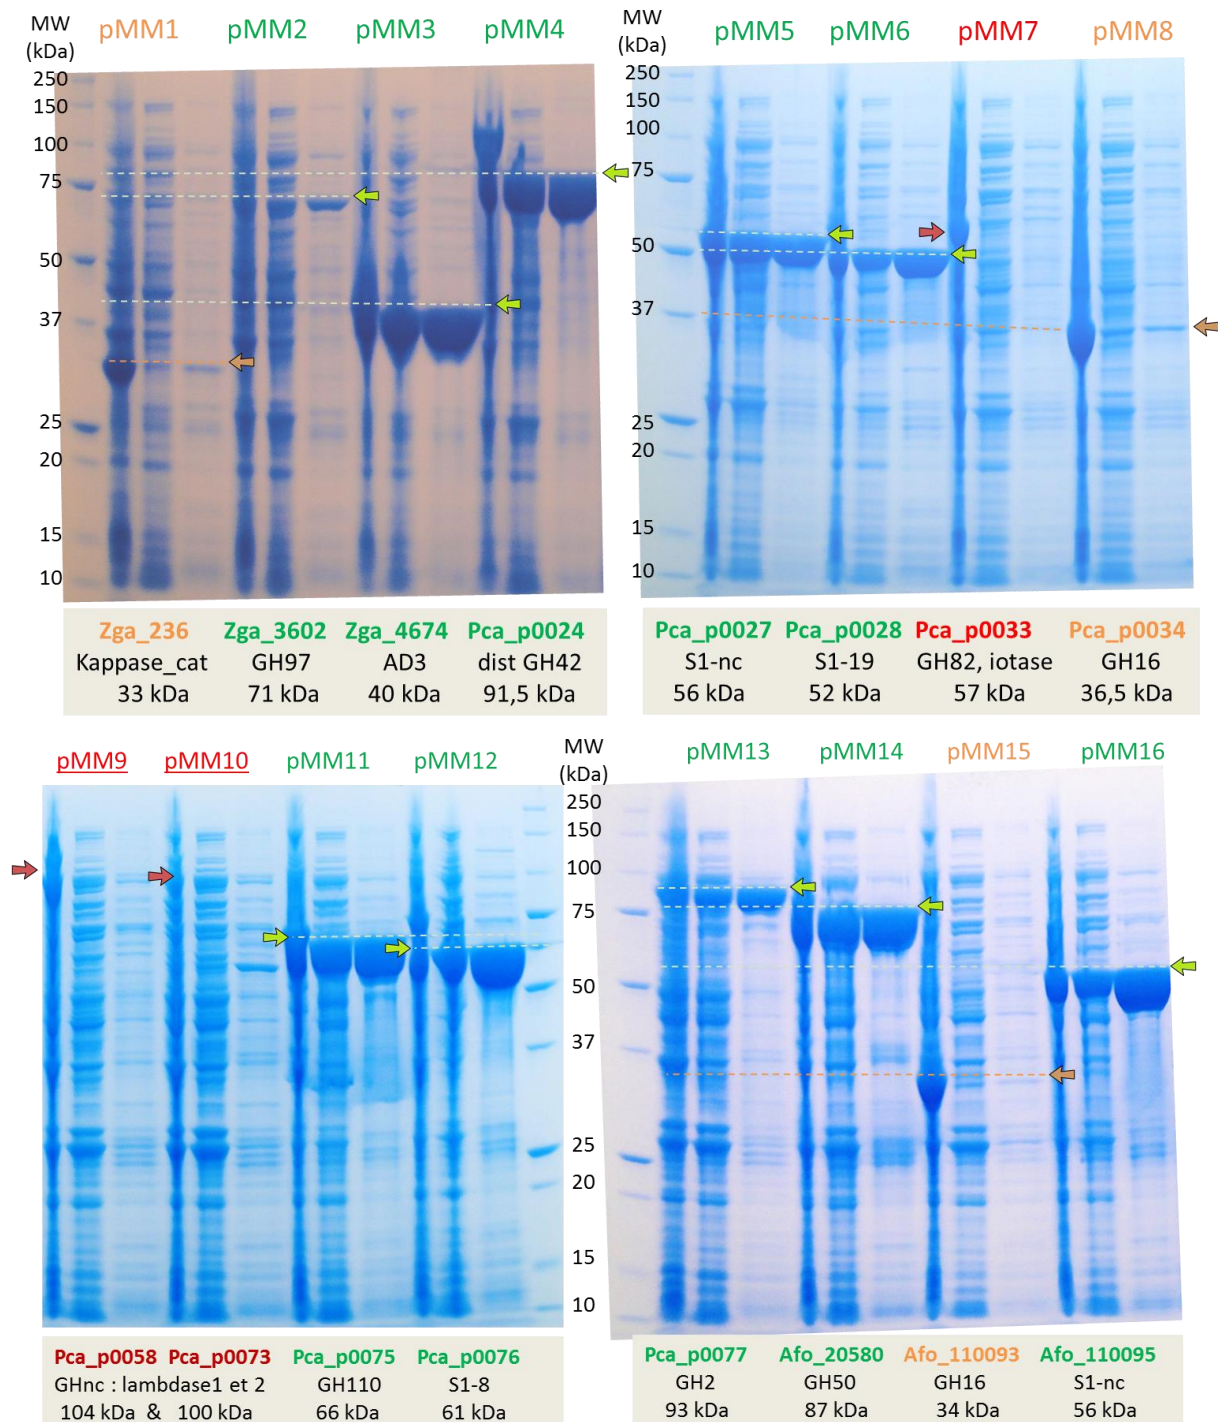 MW
(kDa)
pMM1 pMM2 pMM3 pMM4
250
150
100
75
50
37
25
20
15
10
Zga_236 Zga_3602 Zga_4674 Pca_p0024
Kappase_cat GH97 AD3 dist GH42
33 kDa 71 kDa 40 kDa 91,5 kDa
MW
(kDa)
pMM5 pMM6 pMM7 pMM8
250
150
100
75
50
37
25
20
15
10
Pca_p0027 Pca_p0028 Pca_p0033 Pca_p0034
S1-nc S1-19 GH82, iotase GH16
56 kDa 52 kDa 57 kDa 36,5 kDa
pMM9 pMM10 pMM11 pMM12
Pca_p0058 Pca_p0073 Pca_p0075 Pca_p0076
GHnc : lambdase1 et 2 GH110 S1-8
104 kDa & 100 kDa 66 kDa 61 kDa
MW
(kDa)
pMM13 pMM14 pMM15 pMM16
250
150
100
75
50
37
25
20
15
10
Pca_p0077 Afo_20580 Afo_110093 Afo_110095
GH2 GH50 GH16 S1-nc
93 kDa 87 kDa 34 kDa 56 kDa